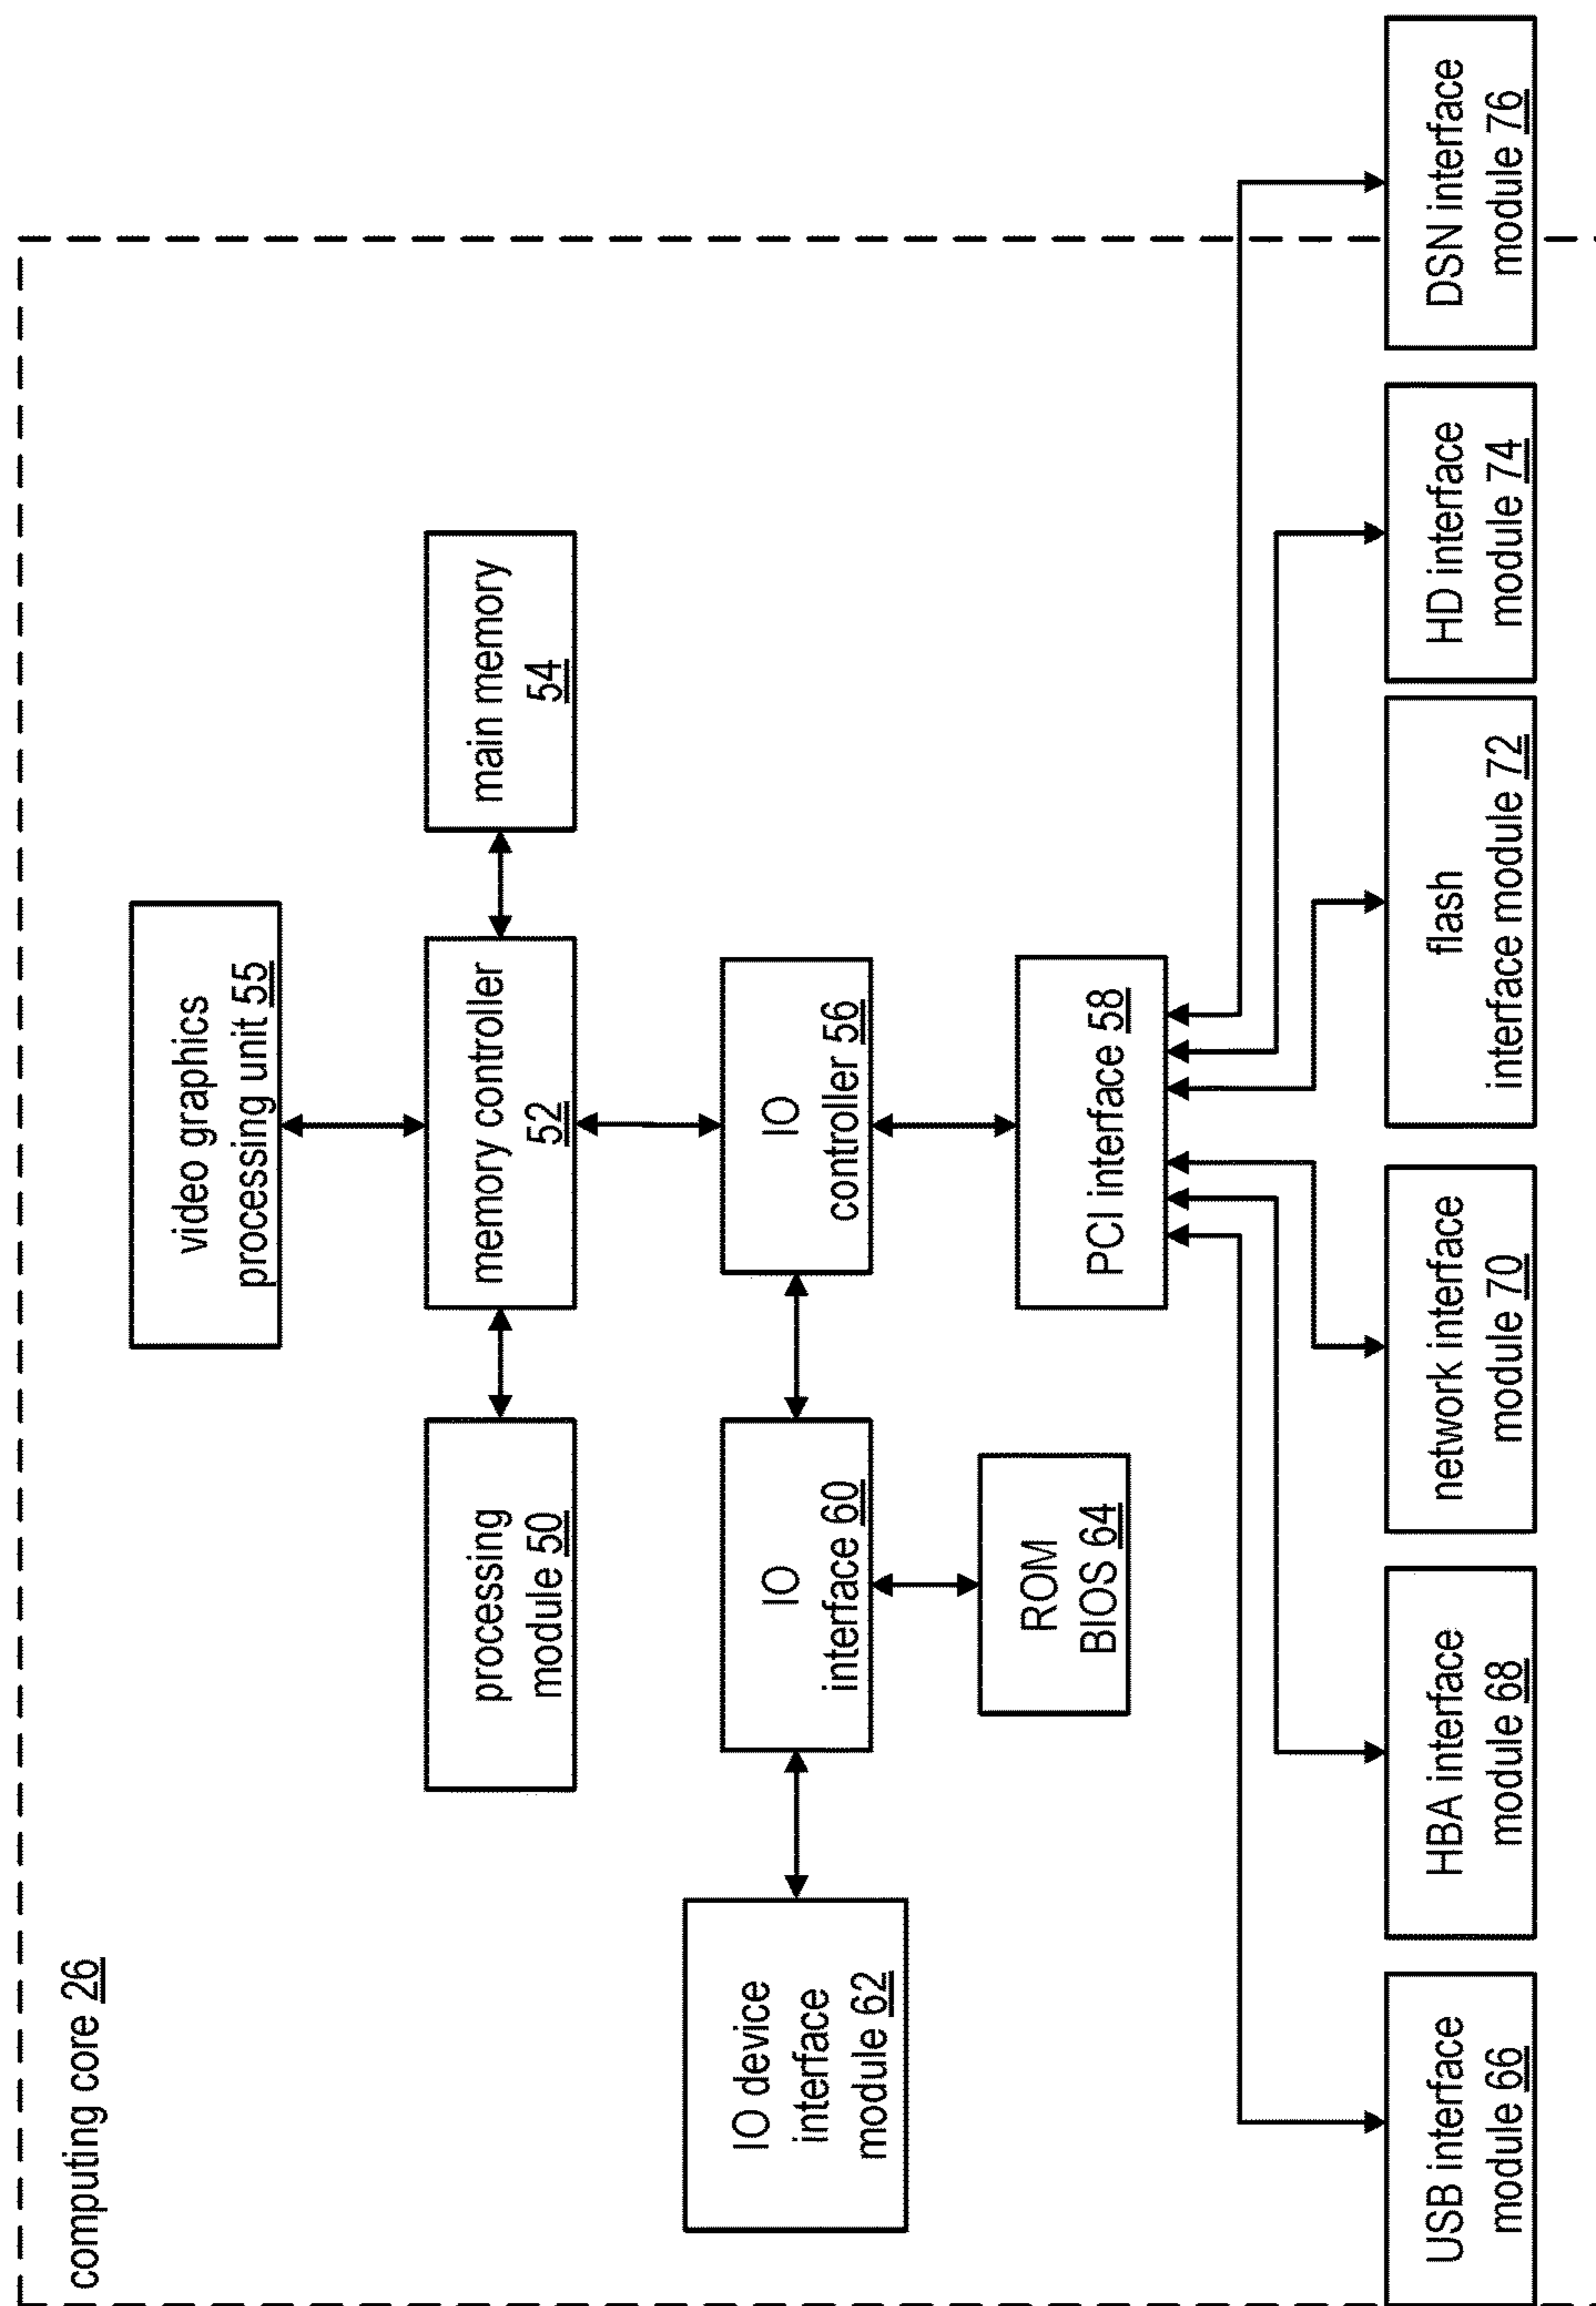 computing core 26
video graphics
processing unit 55
processing
module 50
memory controller
52
main memory
54
IO device
interface
module 62
IO
interface 60
IO
controller 56
ROM
BIOS 64
PCI interface 58
USB interface
module 66
HBA interface
module 68
network interface
module 70
flash
interface module 72
HD interface
module 74
DSN interface
module 76